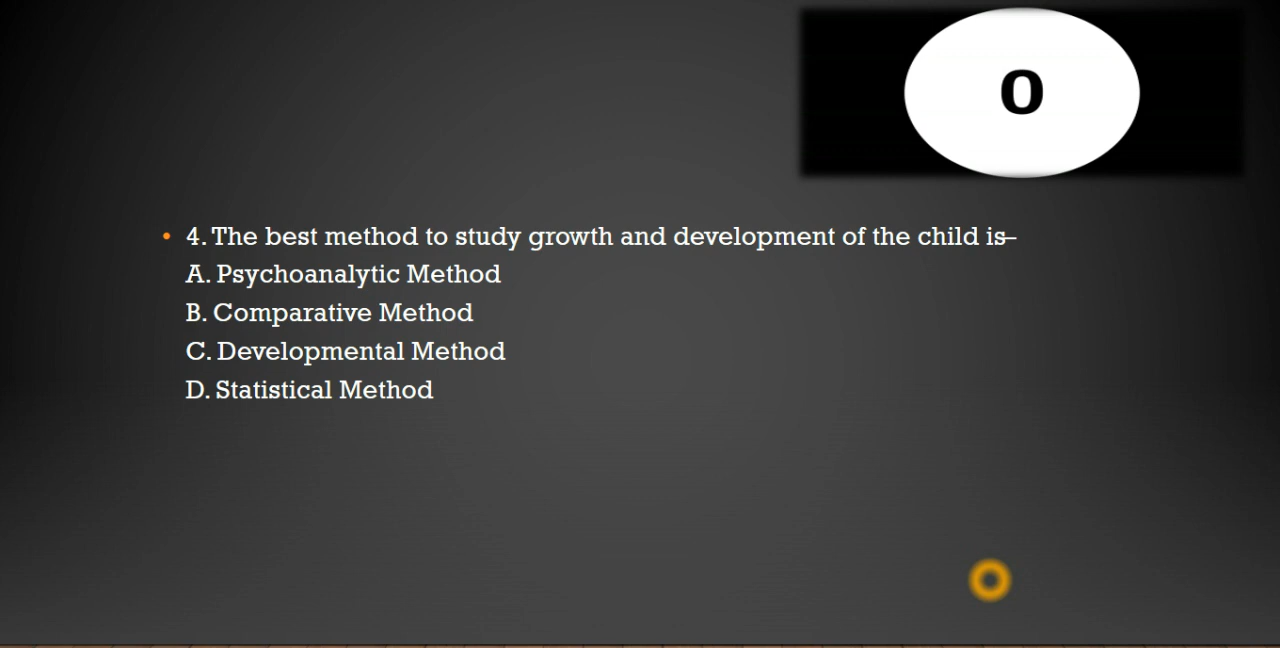 0
• 4. The best method to study growth and development of the child is–
A. Psychoanalytic Method
B. Comparative Method
C. Developmental Method
D. Statistical Method